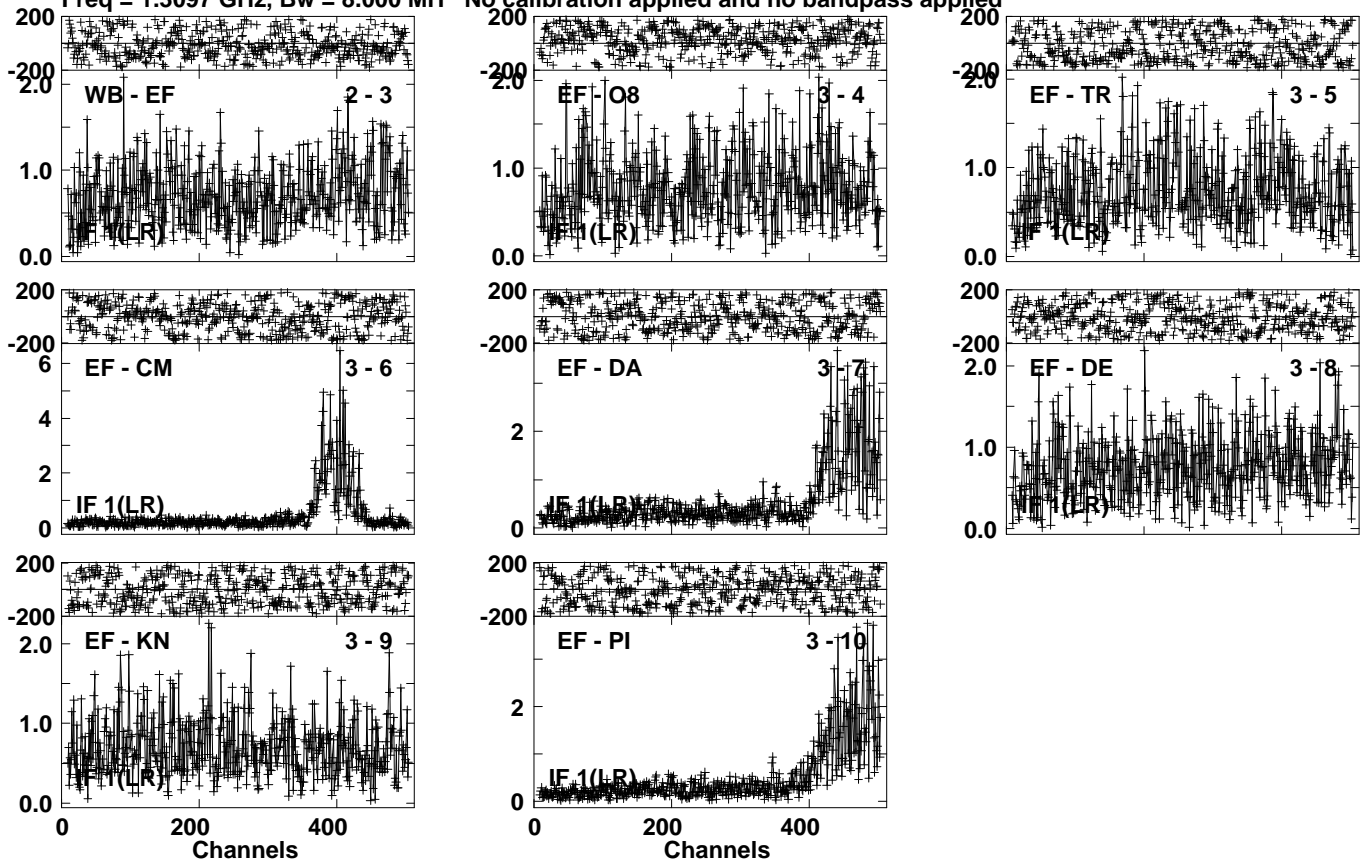 Freq = 1.3097 GHz, Bw = 8.000 MH No calibration applied and no bandpass applied
200
-200
2.0
1.0
0.0
WB - EF 2 - 3
IF 1(LR)
200
-200
2.0
1.0
0.0
EF - O8 3 - 4
IF 1(LR)
200
-200
2.0
1.0
0.0
EF - TR 3 - 5
IF 1(LR)
200
-200
6
4
2
0
EF - CM 3 - 6
IF 1(LR)
200
-200
2
0
EF - DA 3 - 7
IF 1(LR)
200
-200
2.0
1.0
0.0
EF - DE 3 - 8
IF 1(LR)
200
-200
2.0
1.0
0.0
EF - KN 3 - 9
IF 1(LR)
0 200 400
Channels
200
-200
2
0
EF - PI 3 - 10
IF 1(LR)
0 200 400
Channels